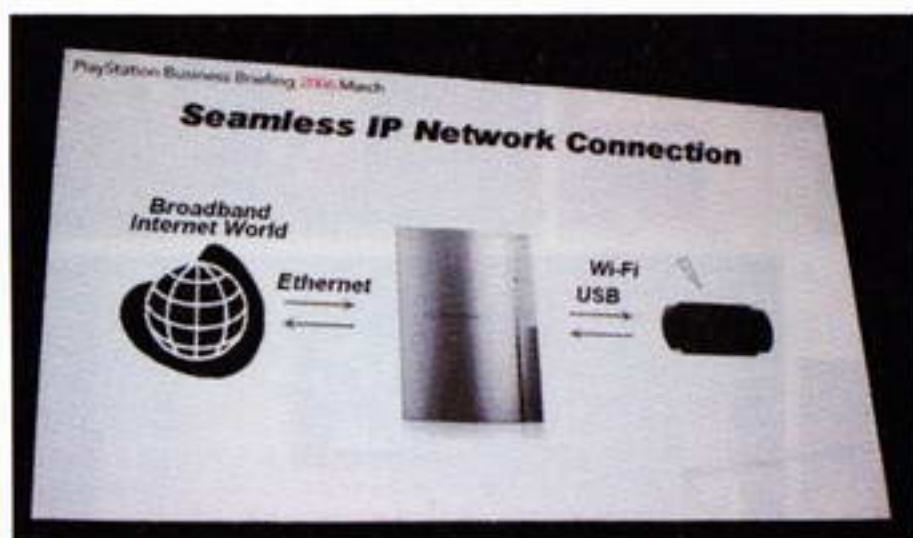 PlayStation Business Briefing 2006 March
Seamless IP Network Connection
Broadband
Internet World
Ethernet
Wi-Fi
USB